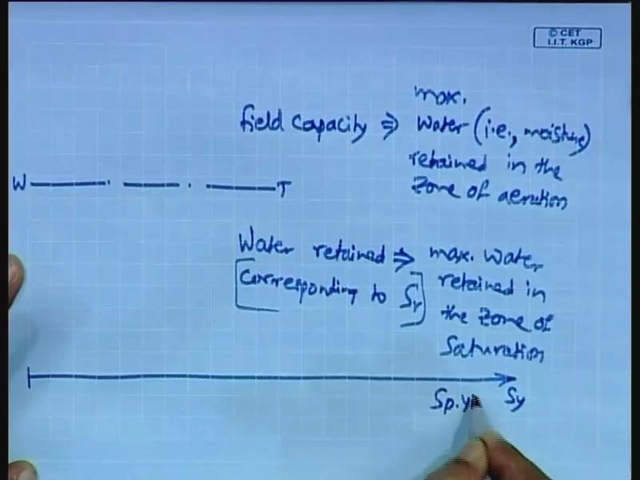 © CET
I.I.T. KGP
max.
field capacity ⇒ Water (i.e., moisture)
retained in the
zone of aeration
W T
Water retained ⇒ max. water
[corresponding to Sr] retained in
the zone of
Saturation
Sp.y Sy